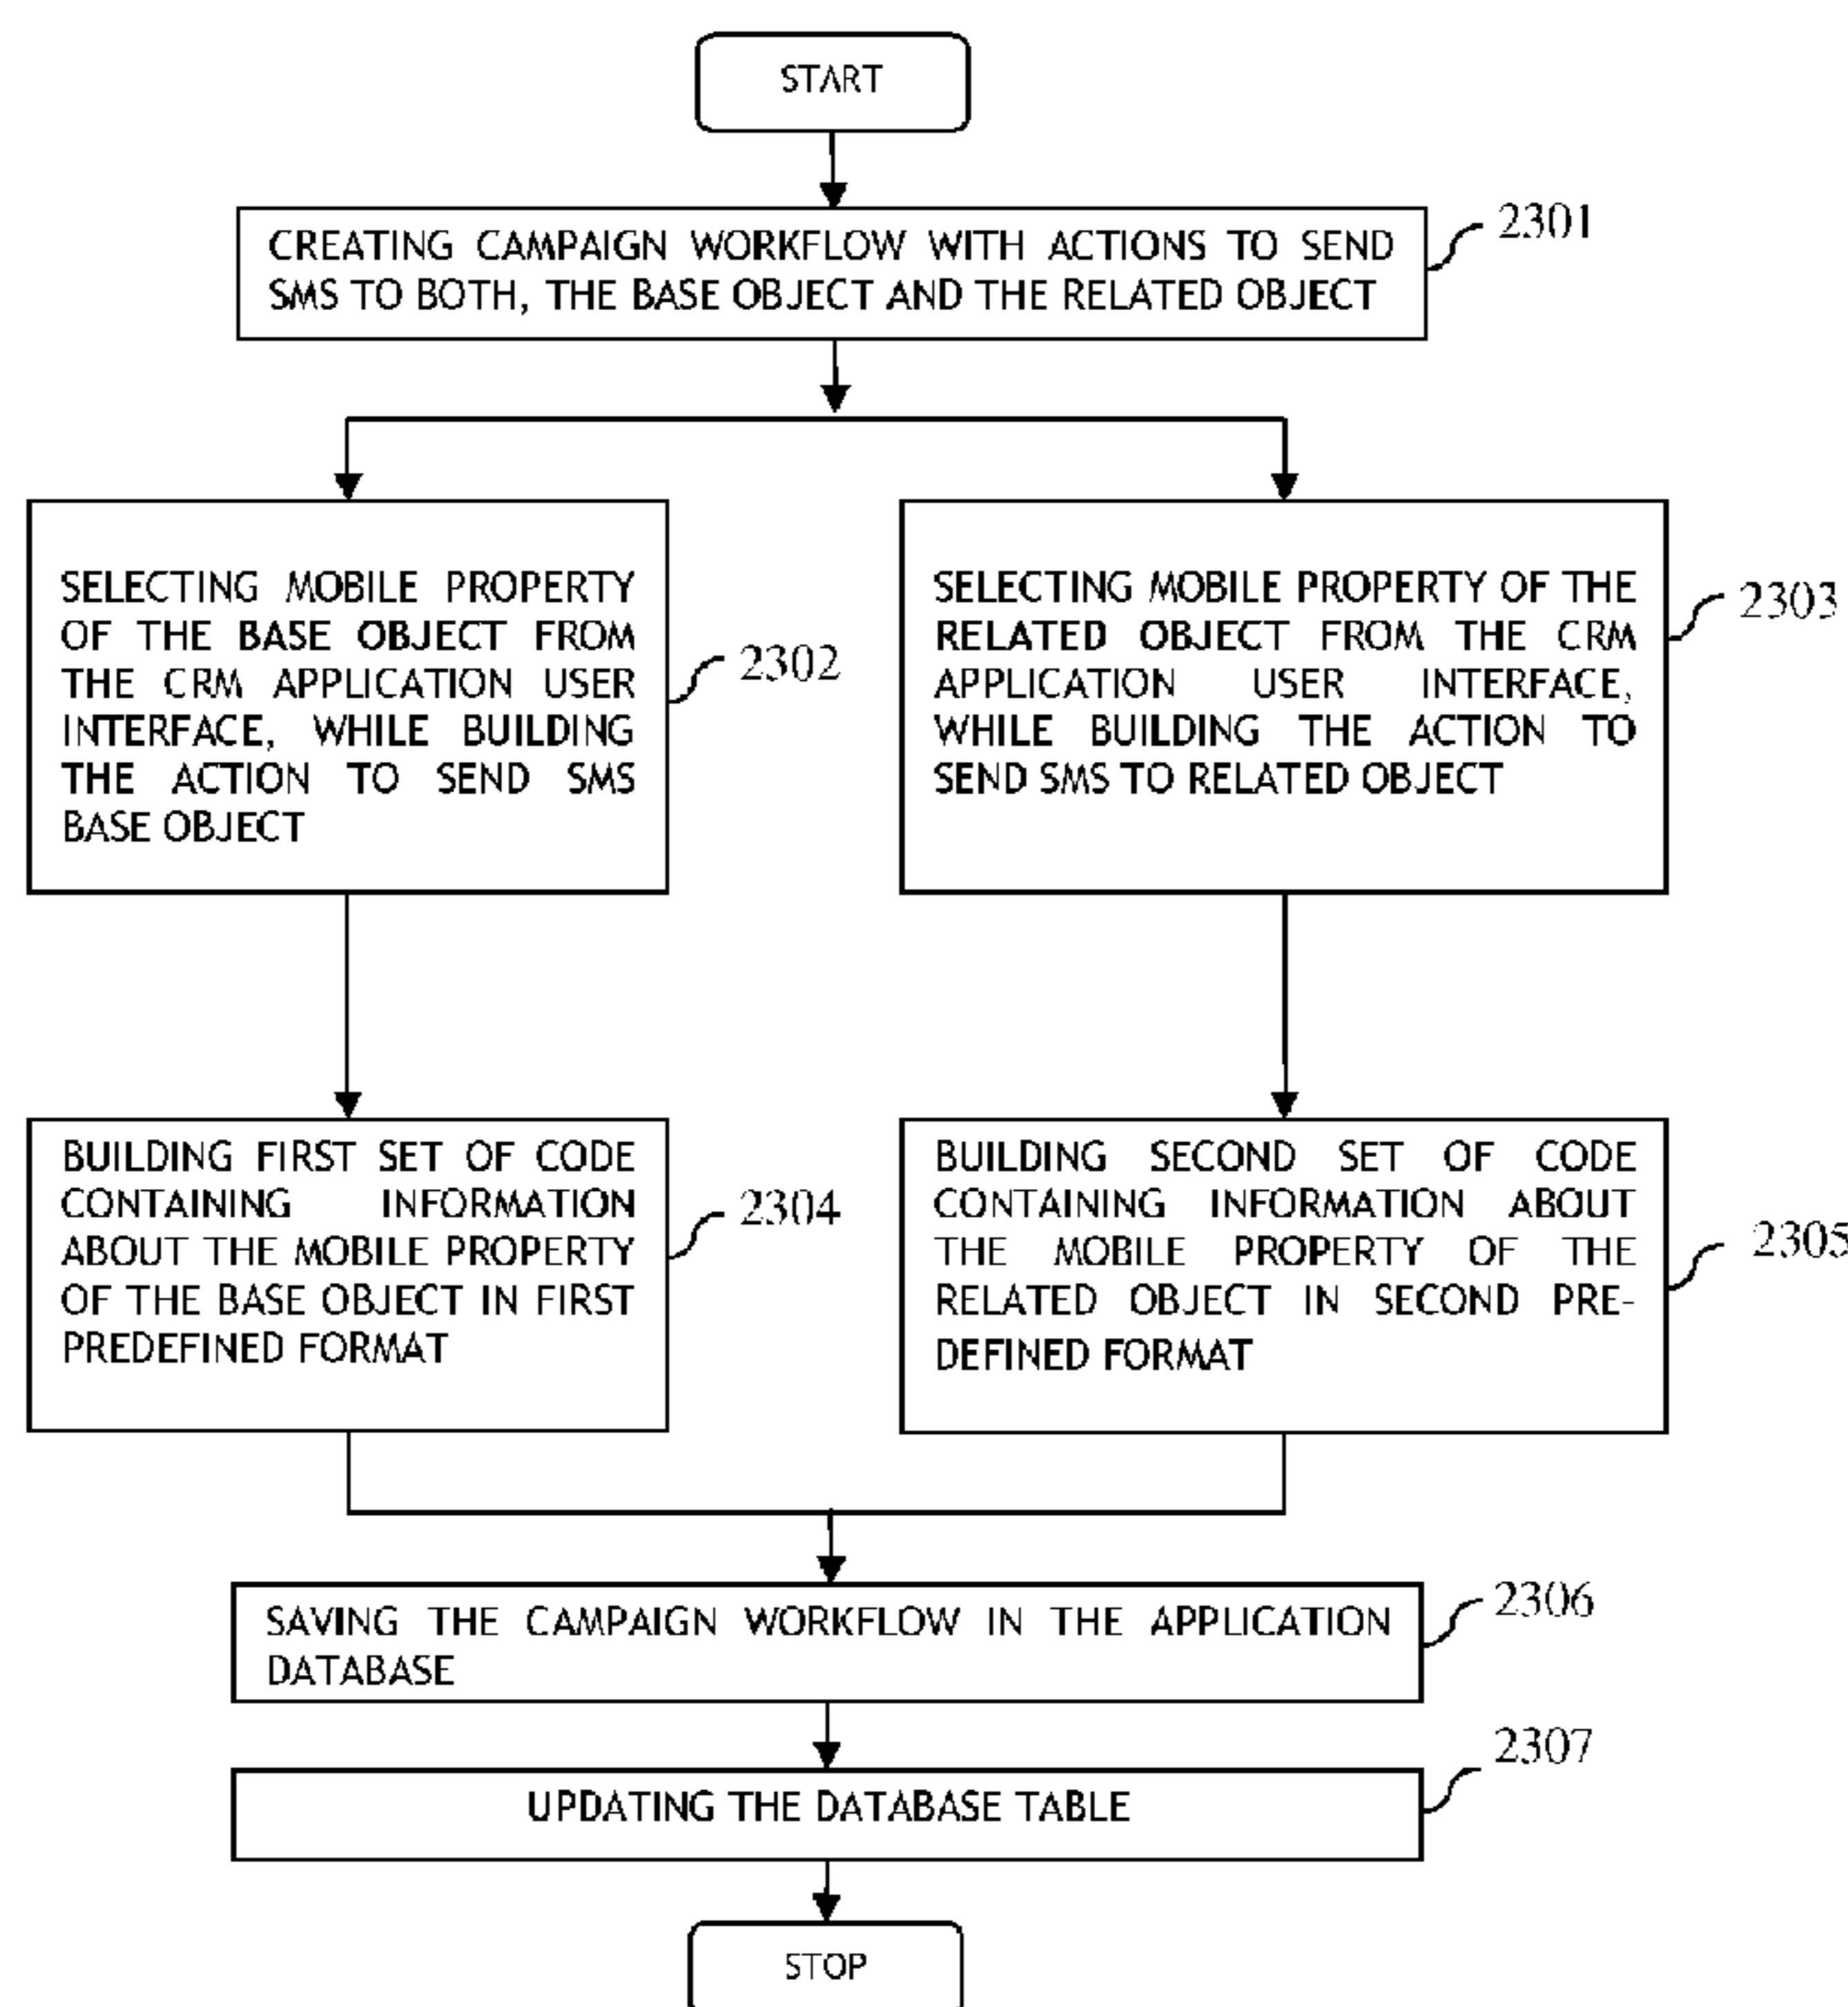 START
CREATING CAMPAIGN WORKFLOW WITH ACTIONS TO SEND
SMS TO BOTH, THE BASE OBJECT AND THE RELATED OBJECT
2301
SELECTING MOBILE PROPERTY
OF THE BASE OBJECT FROM
THE CRM APPLICATION USER
INTERFACE, WHILE BUILDING
THE ACTION TO SEND SMS
BASE OBJECT
2302
SELECTING MOBILE PROPERTY OF THE
RELATED OBJECT FROM THE CRM
APPLICATION USER INTERFACE,
WHILE BUILDING THE ACTION TO
SEND SMS TO RELATED OBJECT
2303
BUILDING FIRST SET OF CODE
CONTAINING INFORMATION
ABOUT THE MOBILE PROPERTY
OF THE BASE OBJECT IN FIRST
PREDEFINED FORMAT
2304
BUILDING SECOND SET OF CODE
CONTAINING INFORMATION ABOUT
THE MOBILE PROPERTY OF THE
RELATED OBJECT IN SECOND PRE-
DEFINED FORMAT
2305
SAVING THE CAMPAIGN WORKFLOW IN THE APPLICATION
DATABASE
2306
UPDATING THE DATABASE TABLE
2307
STOP